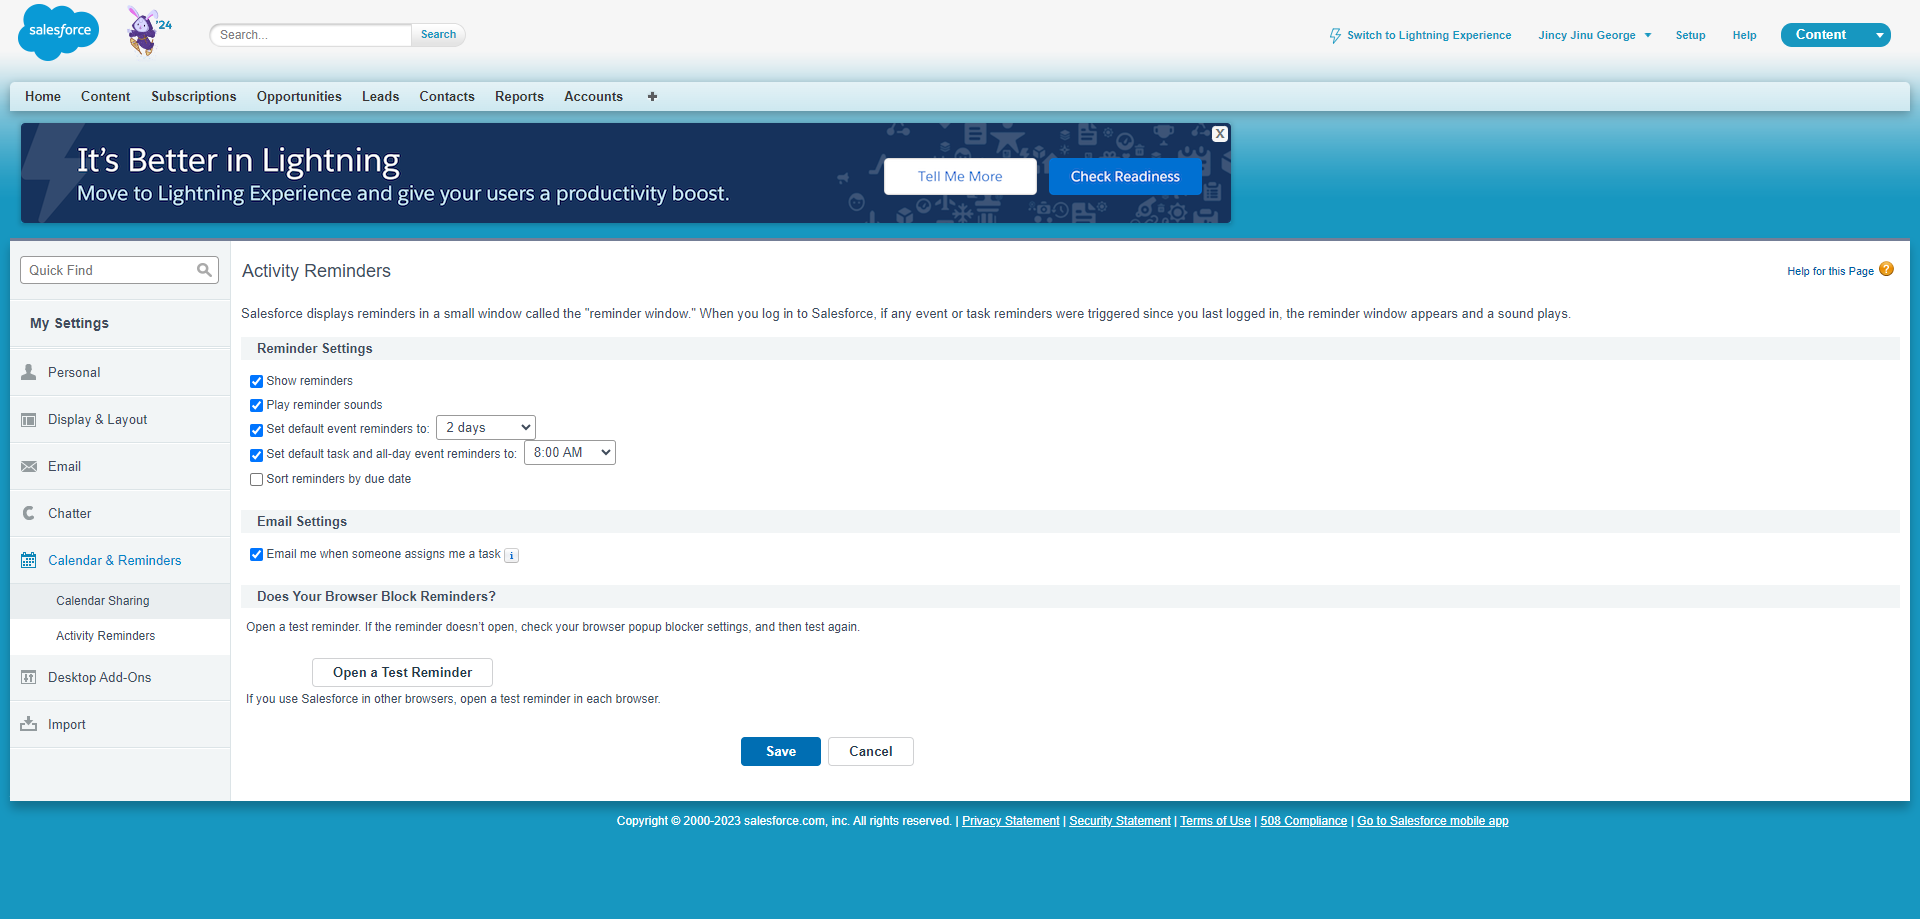 salesforce
'24
Search...
Search
Switch to Lightning Experience
Jincy Jinu George
Setup
Help
Content
Home
Content
Subscriptions
Opportunities
Leads
Contacts
Reports
Accounts
+
It's Better in Lightning
Move to Lightning Experience and give your users a productivity boost.
Tell Me More
Check Readiness
X
Quick Find
My Settings
Personal
Display & Layout
Email
Chatter
Calendar & Reminders
Calendar Sharing
Activity Reminders
Desktop Add-Ons
Import
Activity Reminders
Help for this Page ?
Salesforce displays reminders in a small window called the "reminder window." When you log in to Salesforce, if any event or task reminders were triggered since you last logged in, the reminder window appears and a sound plays.
Reminder Settings
Show reminders
Play reminder sounds
Set default event reminders to: 2 days
Set default task and all-day event reminders to: 8:00 AM
Sort reminders by due date
Email Settings
Email me when someone assigns me a task i
Does Your Browser Block Reminders?
Open a test reminder. If the reminder doesn't open, check your browser popup blocker settings, and then test again.
Open a Test Reminder
If you use Salesforce in other browsers, open a test reminder in each browser.
Save
Cancel
Copyright © 2000-2023 salesforce.com, inc. All rights reserved. | Privacy Statement | Security Statement | Terms of Use | 508 Compliance | Go to Salesforce mobile app